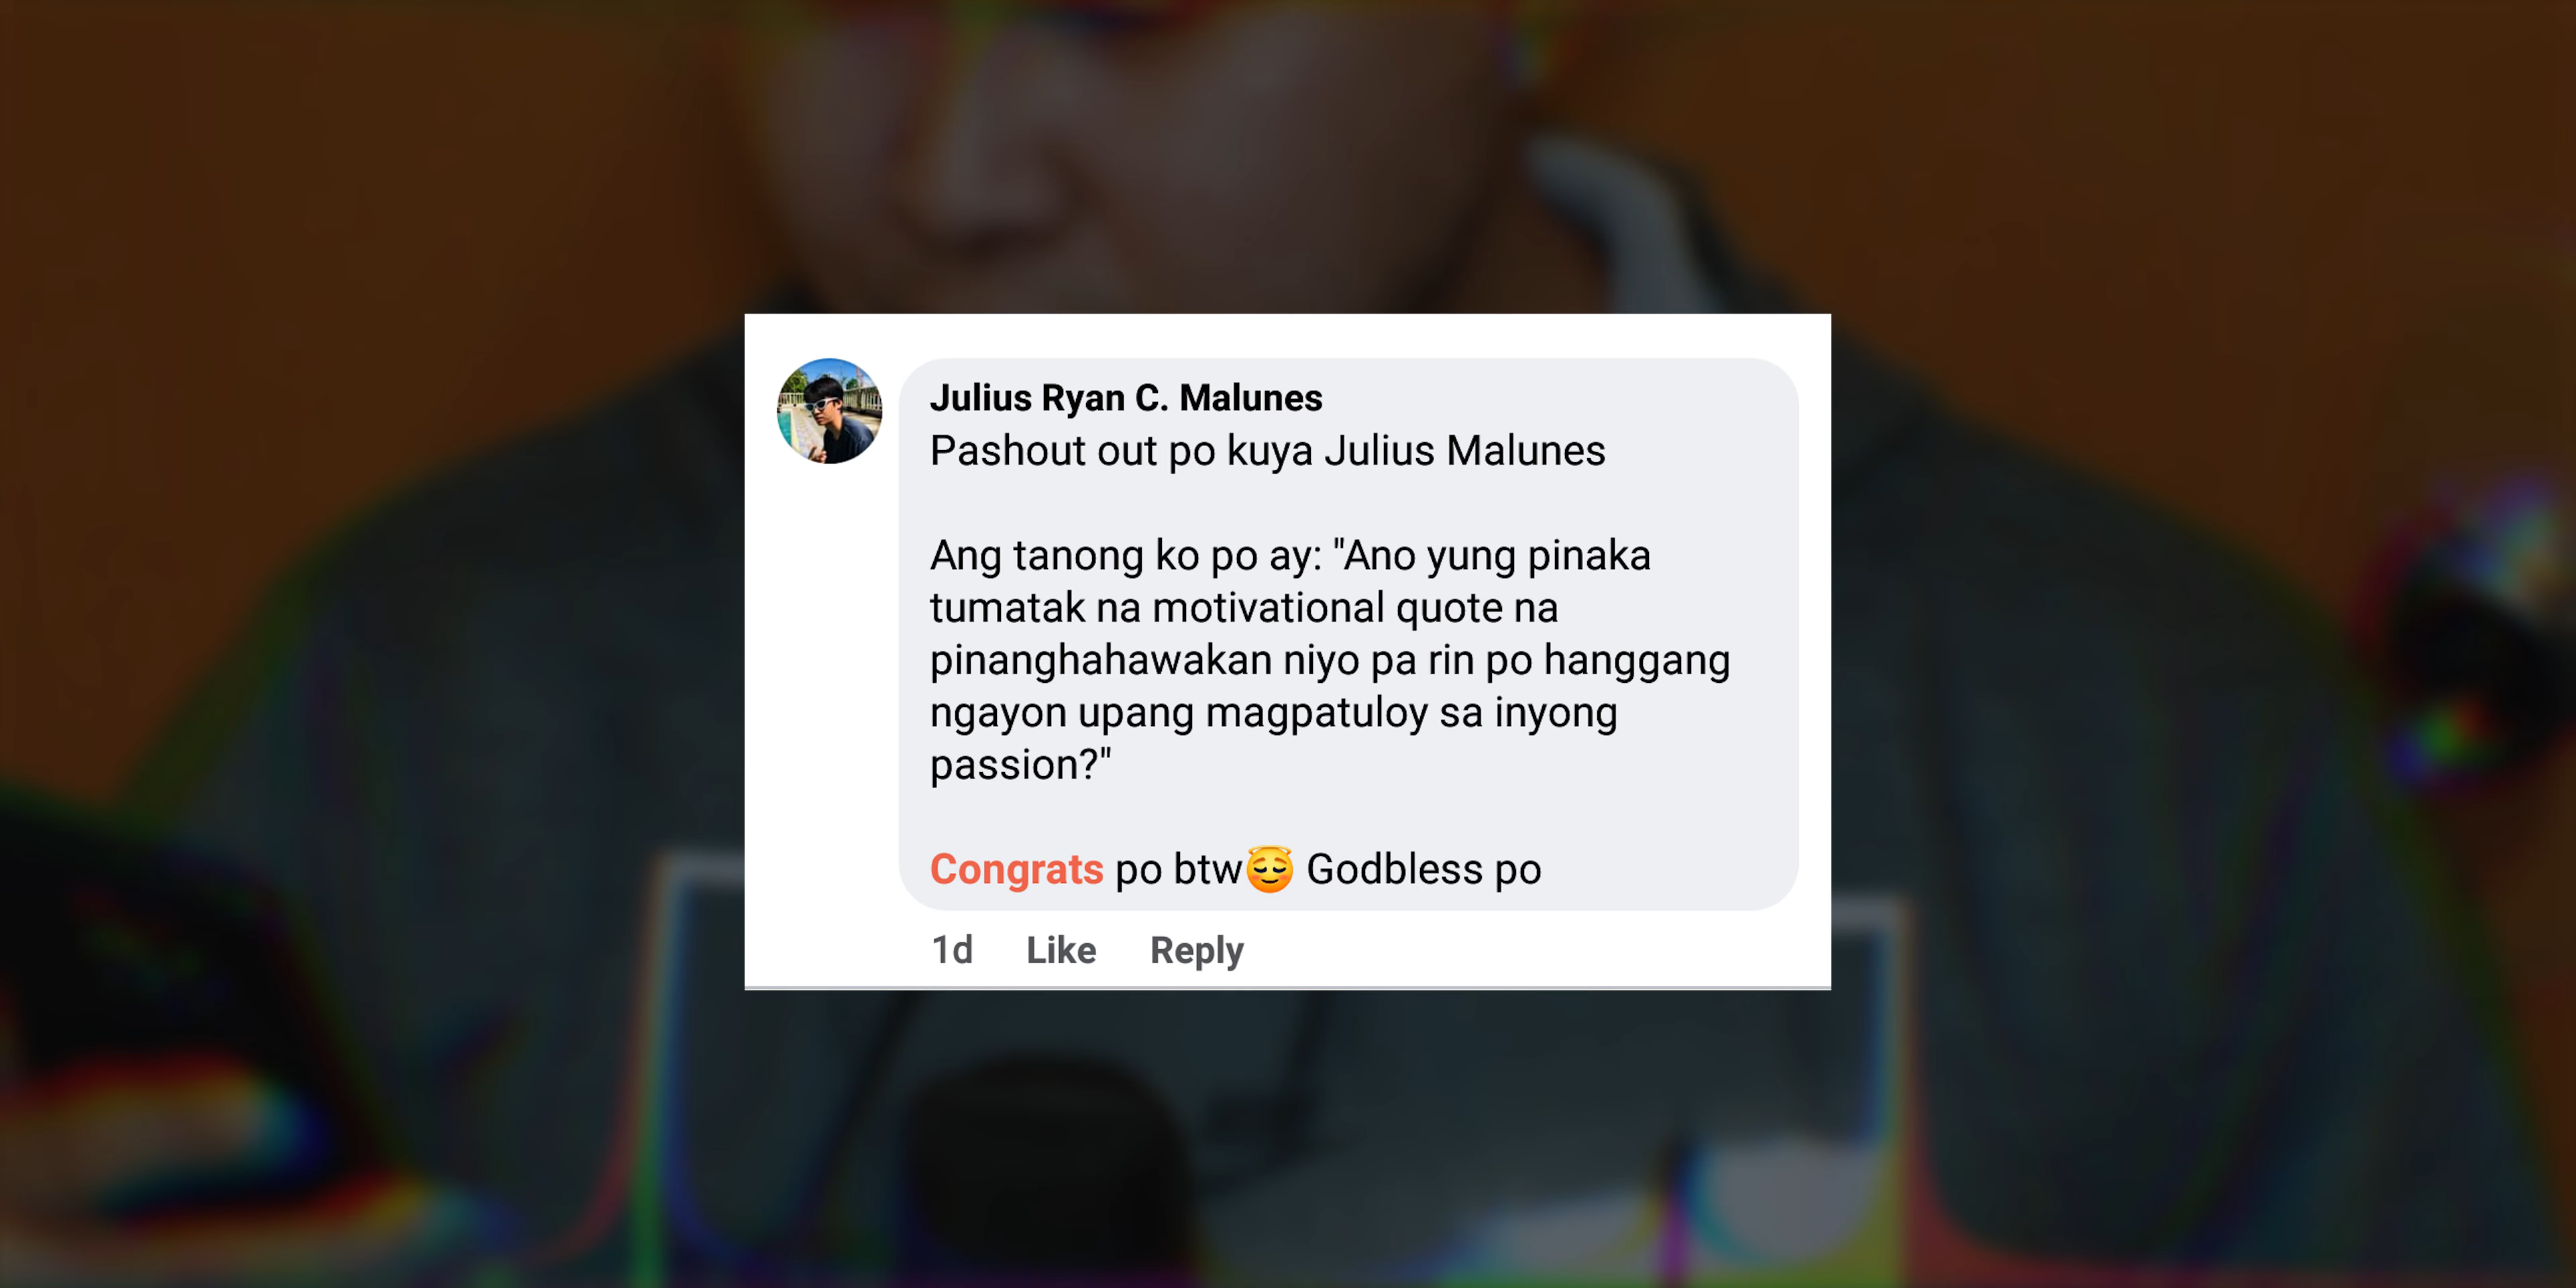 Julius Ryan C. Malunes
Pashout out po kuya Julius Malunes
Ang tanong ko po ay: "Ano yung pinaka
tumatak na motivational quote na
pinanghahawakan niyo pa rin po hanggang
ngayon upang magpatuloy sa inyong
passion?"
Congrats po btw😇 Godbless po
1d Like Reply